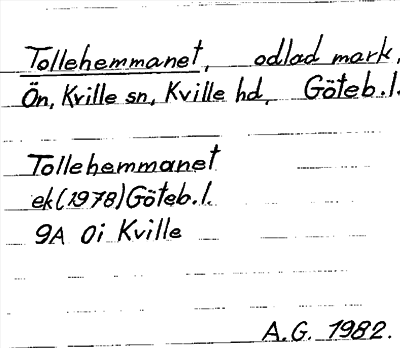 Tollehemmanet, odlad mark,
Ön, Kville sn, Kville hd, Göteb.l.
Tollehemmanet
ek(1978)Göteb.l.
9A 0i Kville
A.G. 1982.